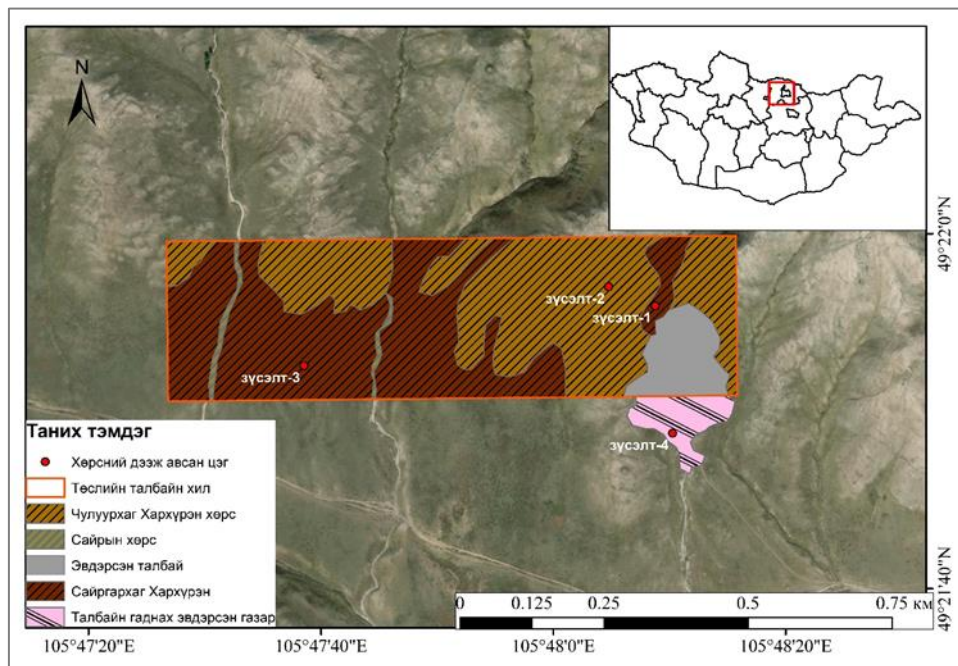 N
49°22'0"N
зүсэлт-2
зүсэлт-1
зүсэлт-3
зүсэлт-4
Таних тэмдэг
Хөрсний дээж авсан цэг
Төслийн талбайн хил
Чулуурхаг Хархүрэн хөрс
Сайрын хөрс
Эвдэрсэн талбай
Сайргархаг Хархүрэн
Талбайн гаднах эвдэрсэн газар
0 0.125 0.25 0.5 0.75 км
49°21'40"N
105°47'20"E 105°47'40"E 105°48'0"E 105°48'20"E